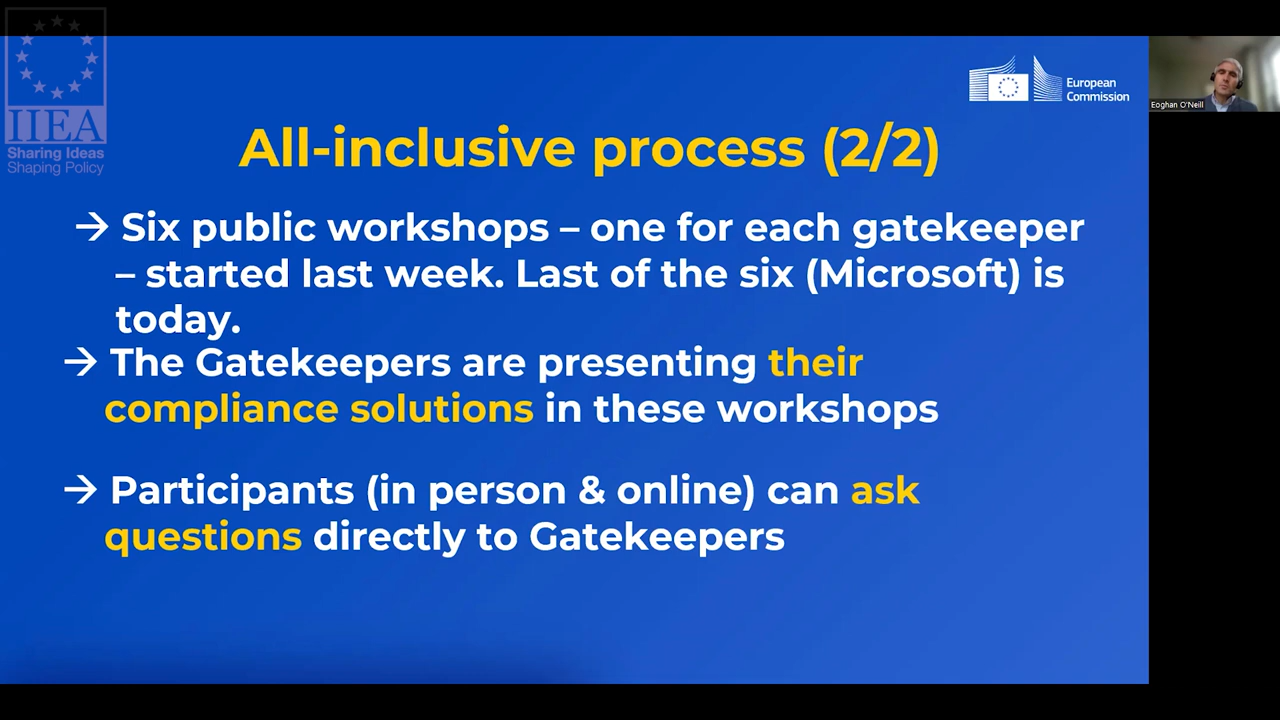 IIEA
Sharing Ideas
Shaping Policy
European
Commission
Eoghan O'Neill
All-inclusive process (2/2)
→ Six public workshops – one for each gatekeeper
– started last week. Last of the six (Microsoft) is
today.
→ The Gatekeepers are presenting their
compliance solutions in these workshops
→ Participants (in person & online) can ask
questions directly to Gatekeepers